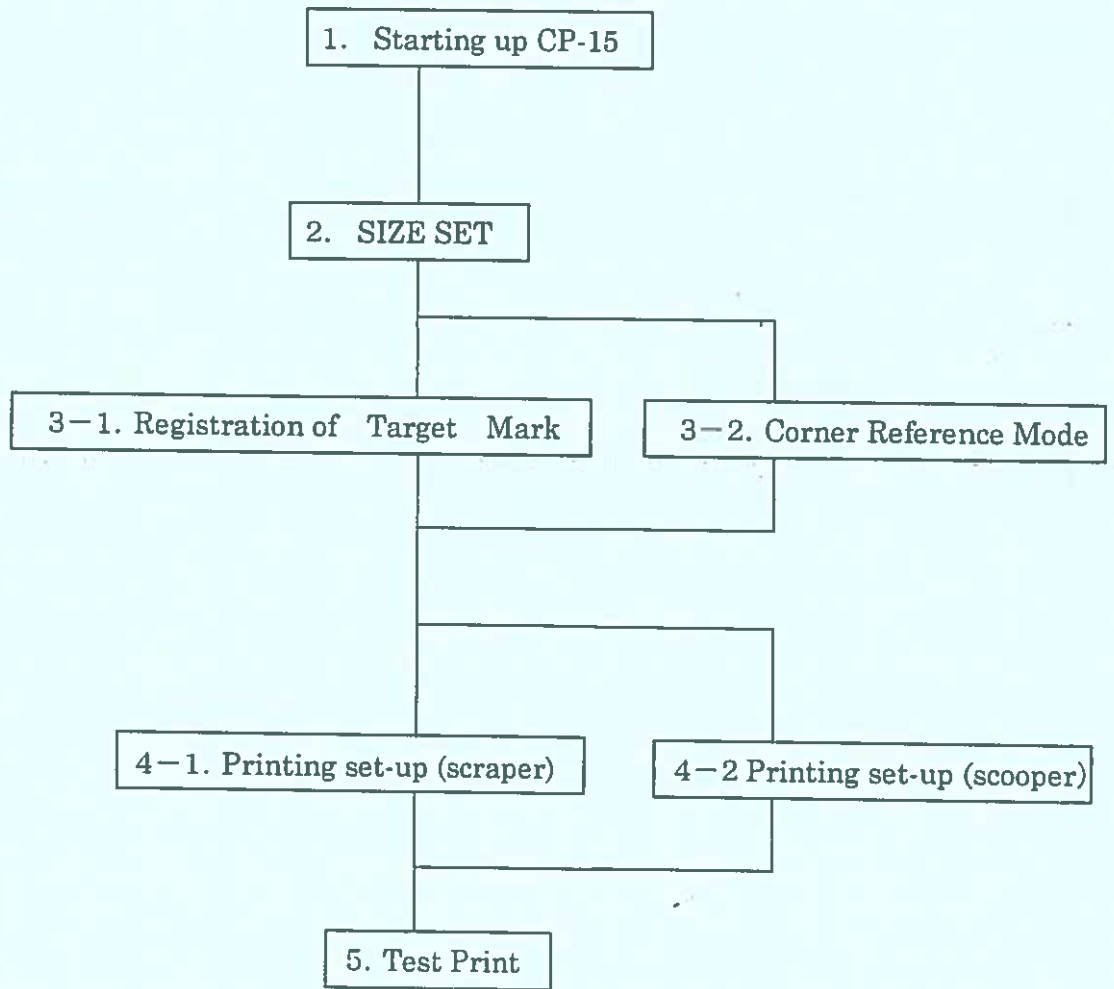 1. Starting up CP-15
2. SIZE SET
3-1. Registration of Target Mark
3-2. Corner Reference Mode
4-1. Printing set-up (scraper)
4-2 Printing set-up (scooper)
5. Test Print